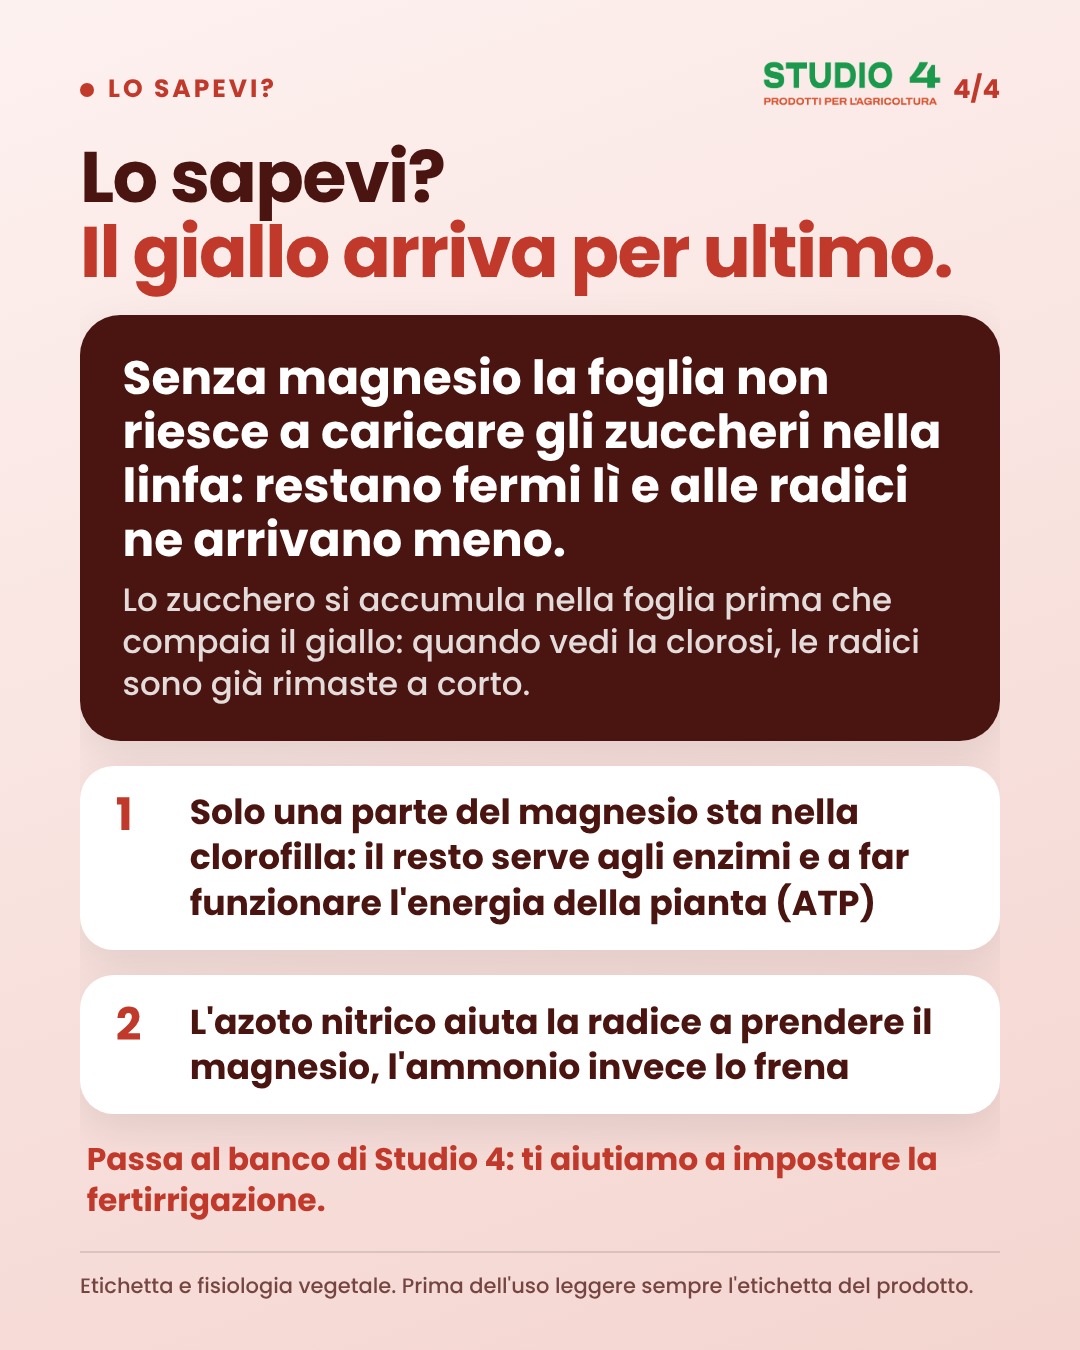 LO SAPEVI?
STUDIO 4
PRODOTTI PER L'AGRICOLTURA
4/4
Lo sapevi?
Il giallo arriva per ultimo.
Senza magnesio la foglia non
riesce a caricare gli zuccheri nella
linfa: restano fermi lì e alle radici
ne arrivano meno.
Lo zucchero si accumula nella foglia prima che
compaia il giallo: quando vedi la clorosi, le radici
sono già rimaste a corto.
1
Solo una parte del magnesio sta nella
clorofilla: il resto serve agli enzimi e a far
funzionare l'energia della pianta (ATP)
2
L'azoto nitrico aiuta la radice a prendere il
magnesio, l'ammonio invece lo frena
Passa al banco di Studio 4: ti aiutiamo a impostare la
fertirrigazione.
Etichetta e fisiologia vegetale. Prima dell'uso leggere sempre l'etichetta del prodotto.